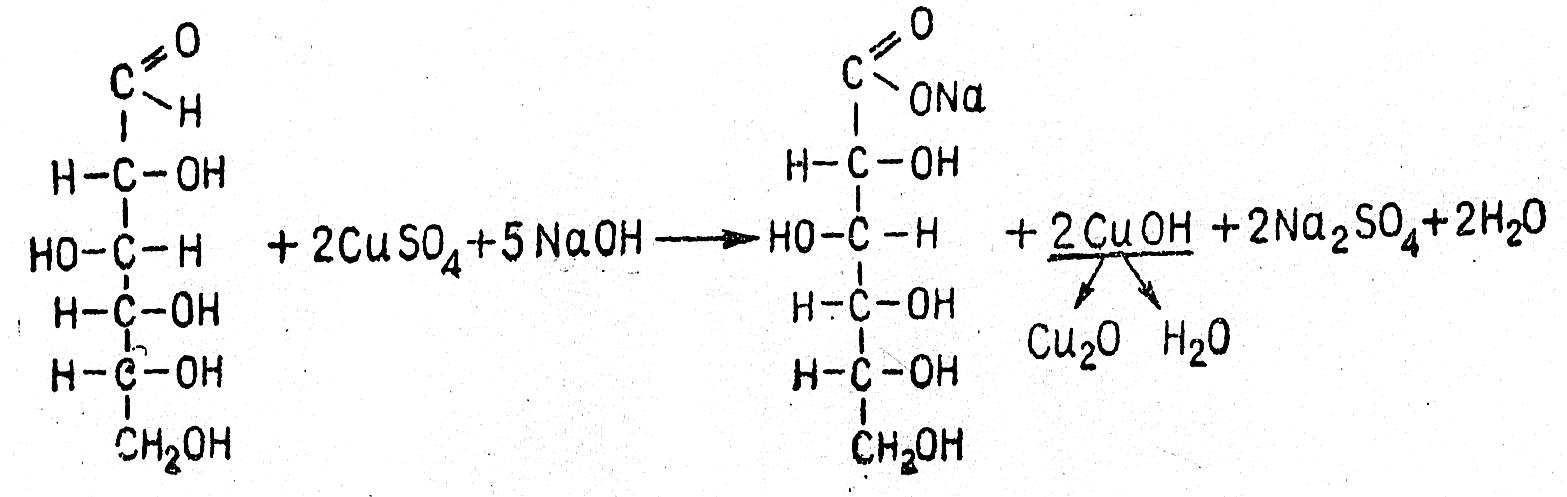 C=O
C-H
H-C-OH
HO-C-H
H-C-OH
H-C-OH
CH₂OH
+ 2CuSO₄ + 5NaOH →
C=O
C-ONa
H-C-OH
HO-C-H
H-C-OH
H-C-OH
CH₂OH
+ 2CuOH + 2Na₂SO₄ + 2H₂O
Cu₂O H₂O